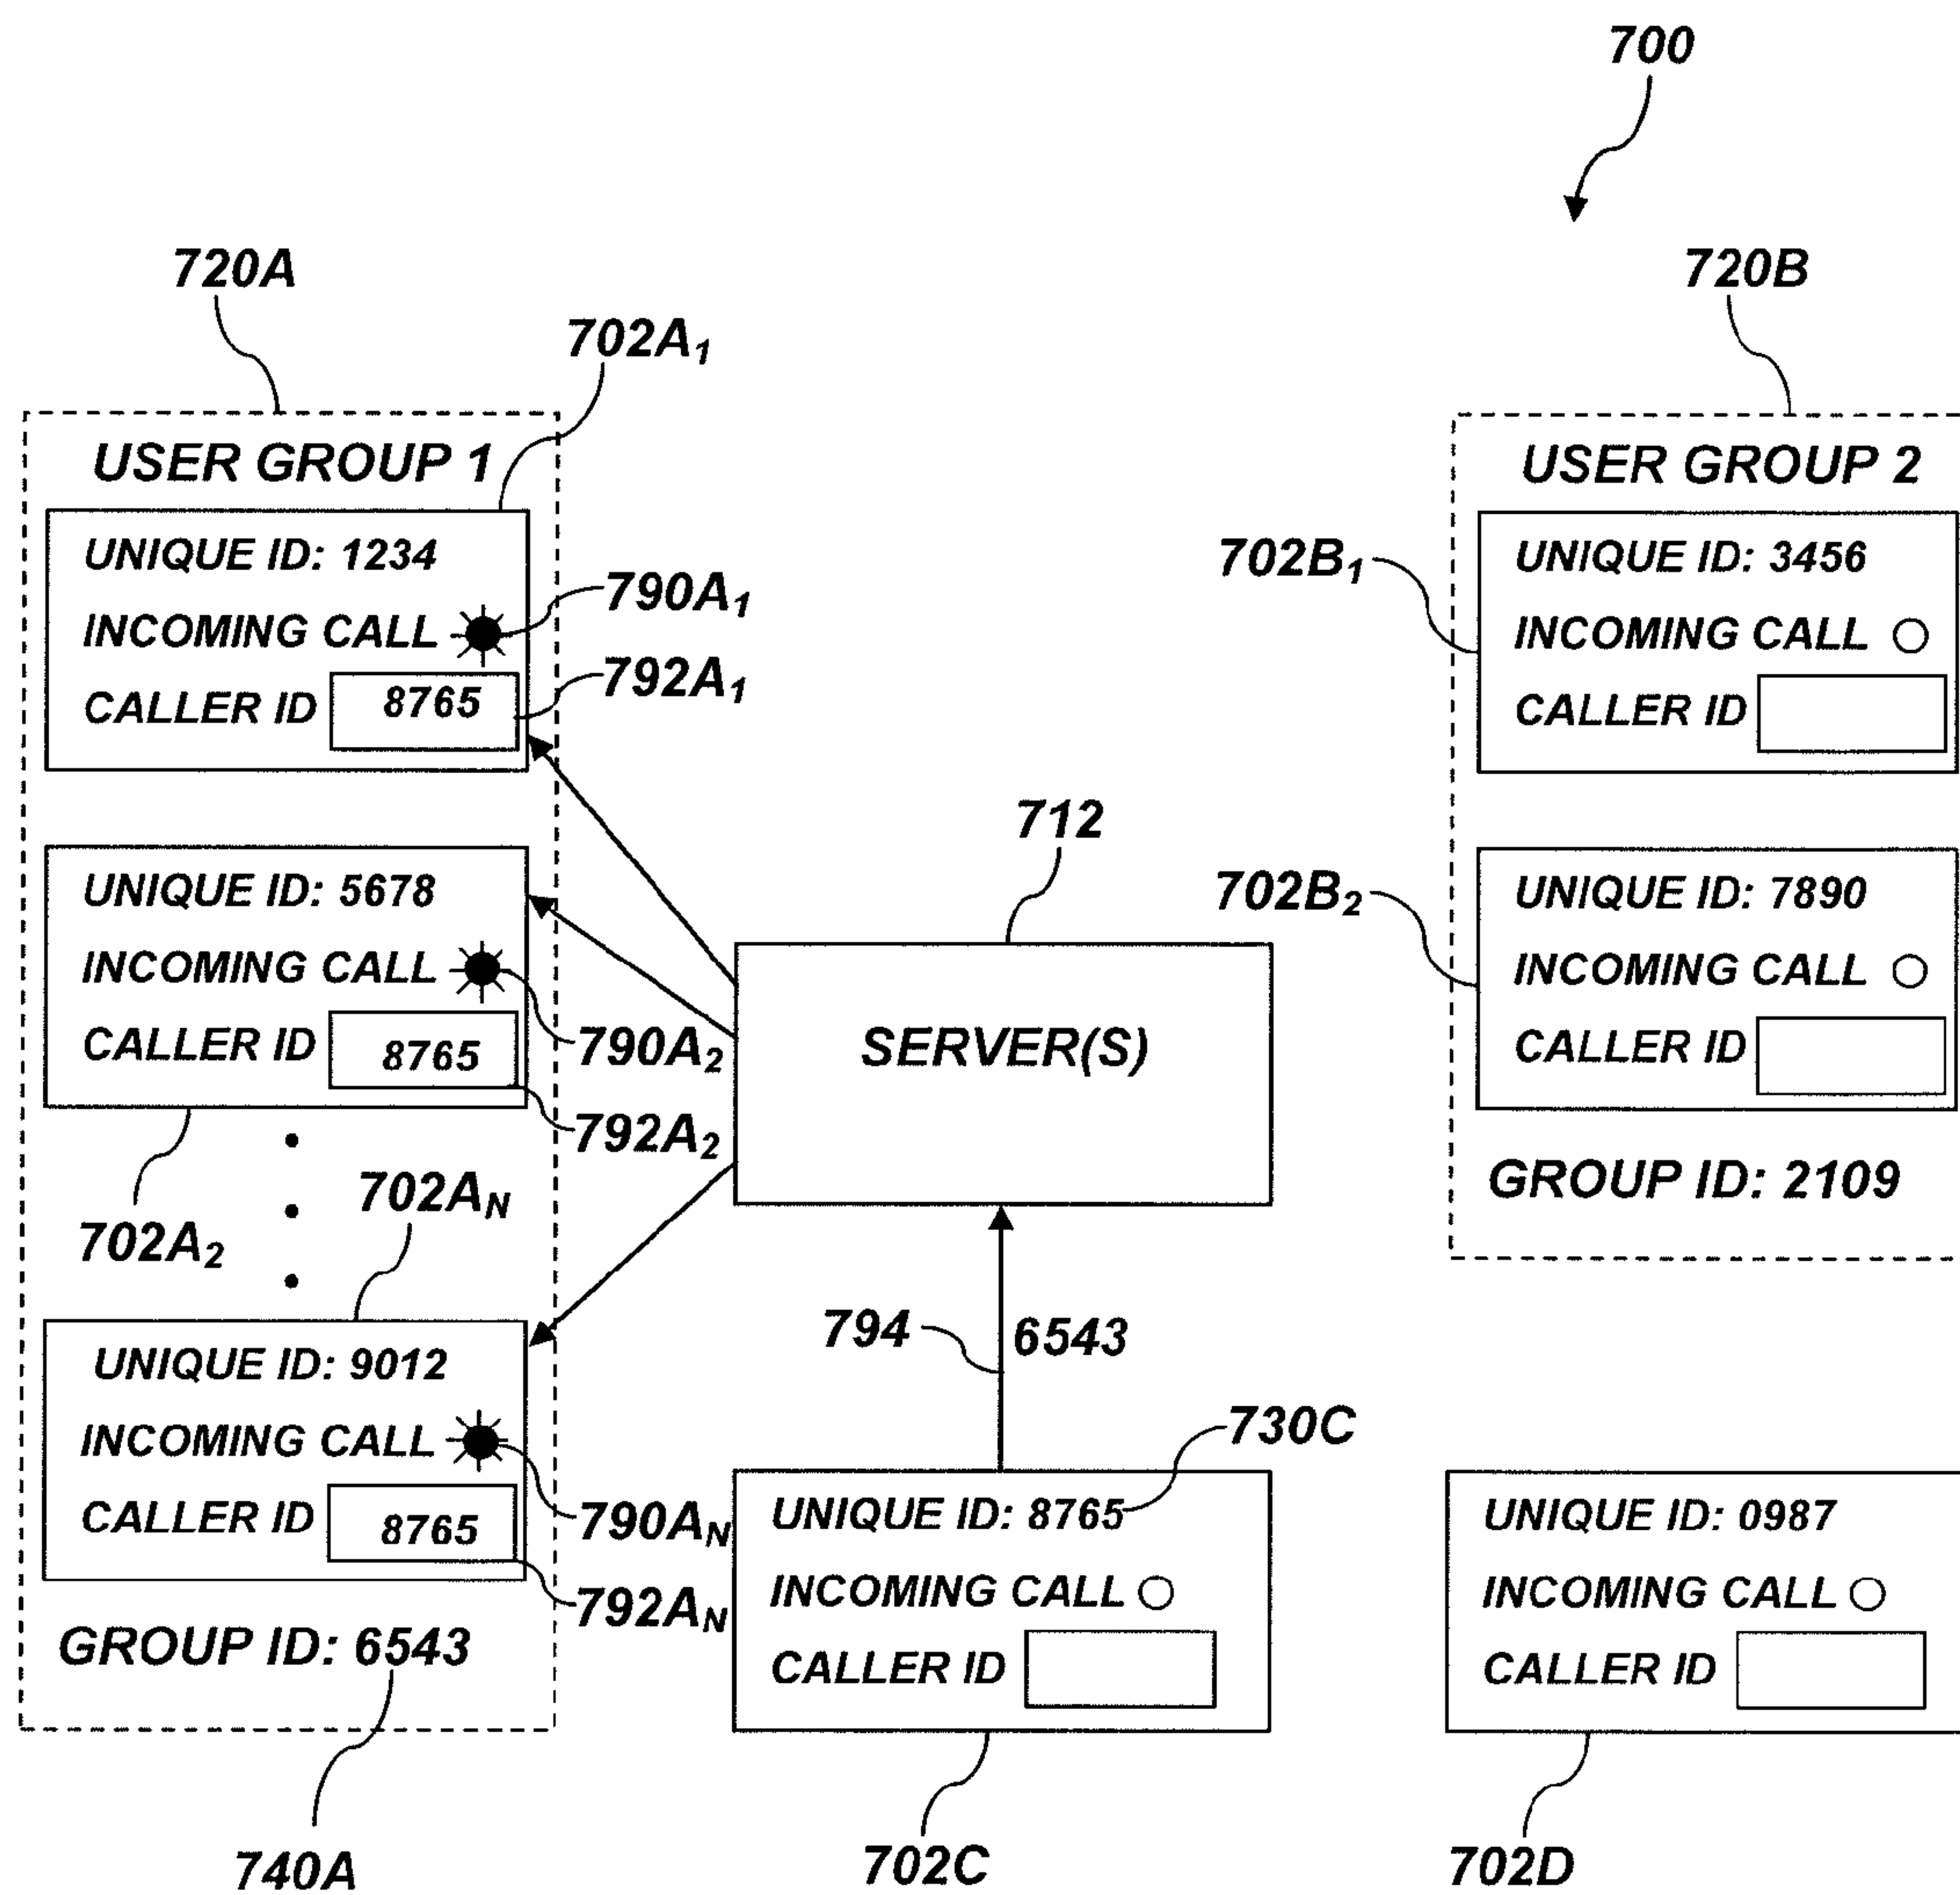 700
720A
720B
702A1
USER GROUP 1
UNIQUE ID: 1234
INCOMING CALL
CALLER ID 8765
790A1
792A1
UNIQUE ID: 5678
INCOMING CALL
CALLER ID 8765
790A2
792A2
702A2
702AN
UNIQUE ID: 9012
INCOMING CALL
CALLER ID 8765
790AN
792AN
GROUP ID: 6543
740A
712
SERVER(S)
794
6543
730C
UNIQUE ID: 8765
INCOMING CALL
CALLER ID
702C
USER GROUP 2
702B1
UNIQUE ID: 3456
INCOMING CALL
CALLER ID
702B2
UNIQUE ID: 7890
INCOMING CALL
CALLER ID
GROUP ID: 2109
UNIQUE ID: 0987
INCOMING CALL
CALLER ID
702D